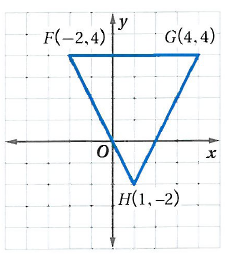 y
F(−2,4) G(4,4)
O x
H(1,−2)